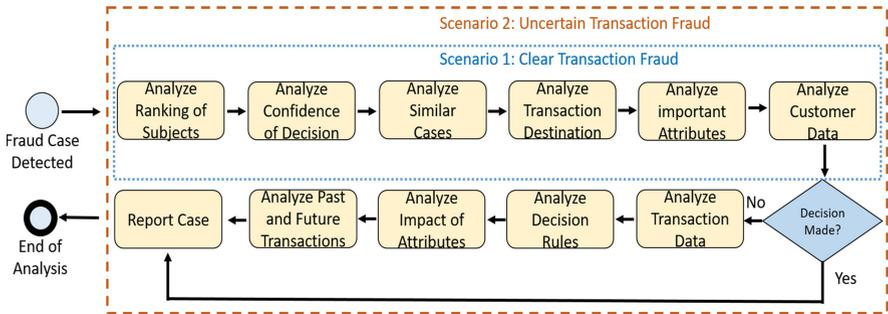 Scenario 2: Uncertain Transaction Fraud
Scenario 1: Clear Transaction Fraud
Fraud Case
Detected
Analyze
Ranking of
Subjects
Analyze
Confidence
of Decision
Analyze
Similar
Cases
Analyze
Transaction
Destination
Analyze
important
Attributes
Analyze
Customer
Data
Decision
Made?
No
Yes
Analyze
Transaction
Data
Analyze
Decision
Rules
Analyze
Impact of
Attributes
Analyze Past
and Future
Transactions
Report Case
End of
Analysis